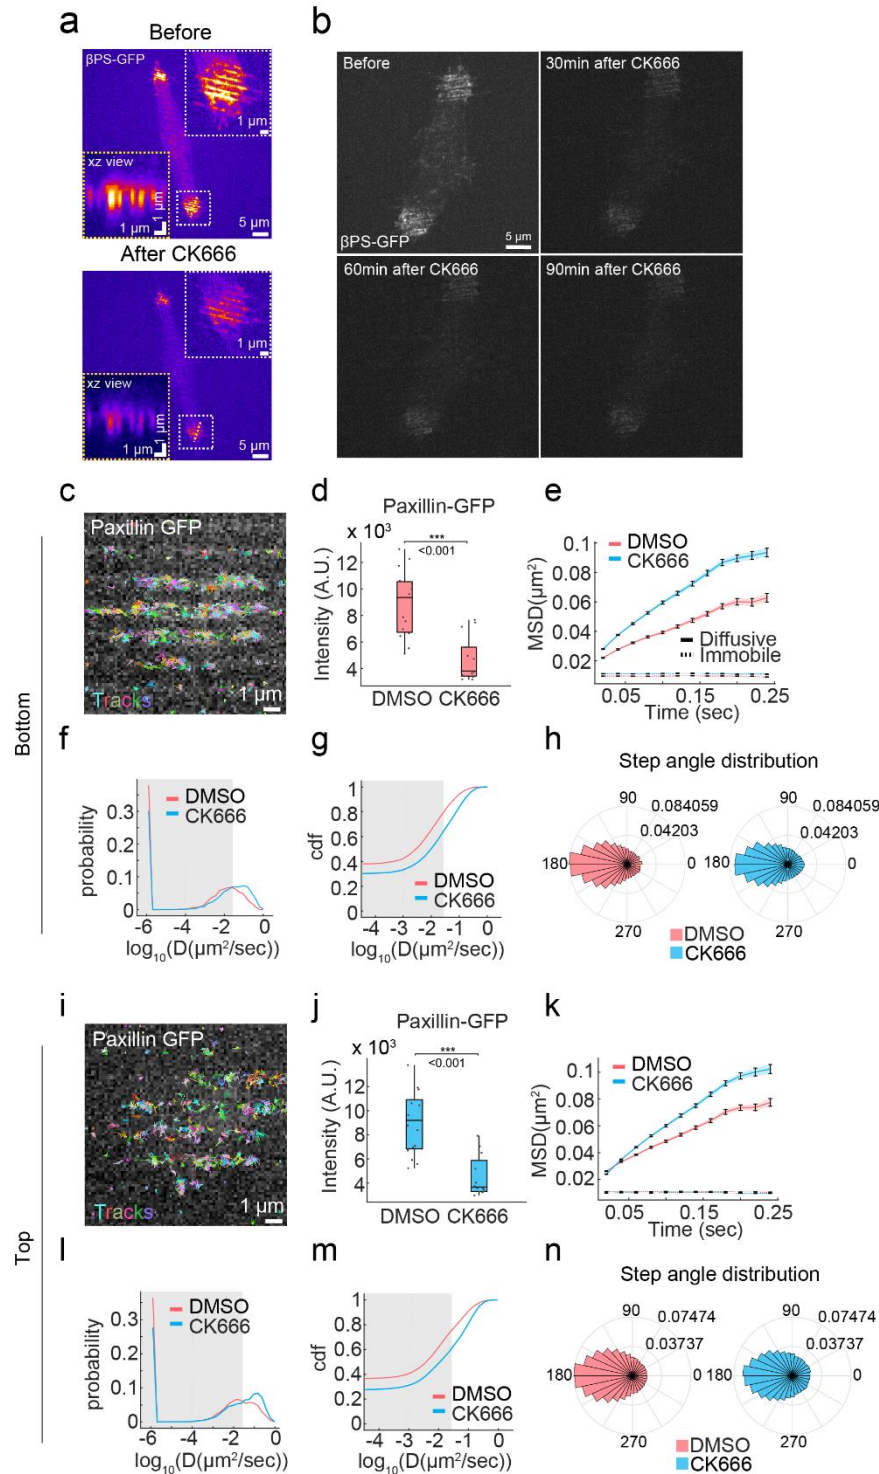 a
Before
βPS-GFP
1 µm
xz view
1 µm
1 µm
5 µm
After CK666
1 µm
xz view
1 µm
1 µm
5 µm
b
Before
30min after CK666
βPS-GFP
5 µm
60min after CK666
90min after CK666
Bottom
c
Paxillin GFP
Tracks
1 µm
d
Paxillin-GFP
x 10³
***
<0.001
Intensity (A.U.)
12
10
8
6
4
DMSO CK666
e
DMSO
CK666
MSD(µm²)
0.1
0.08
0.06
0.04
0.02
Diffusive
Immobile
0.05 0.1 0.15 0.2 0.25
Time (sec)
f
DMSO
CK666
probability
0.3
0.2
0.1
0
-6 -4 -2 0
log₁₀(D(µm²/sec))
g
cdf
1
0.8
0.6
0.4
0.2
0
DMSO
CK666
-4 -3 -2 -1 0
log₁₀(D(µm²/sec))
h
Step angle distribution
90
0.084059
0.04203
180
0
270
90
0.084059
0.04203
180
0
270
DMSO
CK666
Top
i
Paxillin GFP
Tracks
1 µm
j
Paxillin-GFP
x 10³
***
<0.001
Intensity (A.U.)
12
10
8
6
4
DMSO CK666
k
DMSO
CK666
MSD(µm²)
0.1
0.08
0.06
0.04
0.02
0.05 0.15 0.25
Time (sec)
l
DMSO
CK666
probability
0.3
0.2
0.1
0
-6 -4 -2 0
log₁₀(D(µm²/sec))
m
cdf
1
0.8
0.6
0.4
0.2
0
DMSO
CK666
-4 -3 -2 -1 0
log₁₀(D(µm²/sec))
n
Step angle distribution
90
0.07474
0.03737
180
0
270
90
0.07474
0.03737
180
0
270
DMSO
CK666